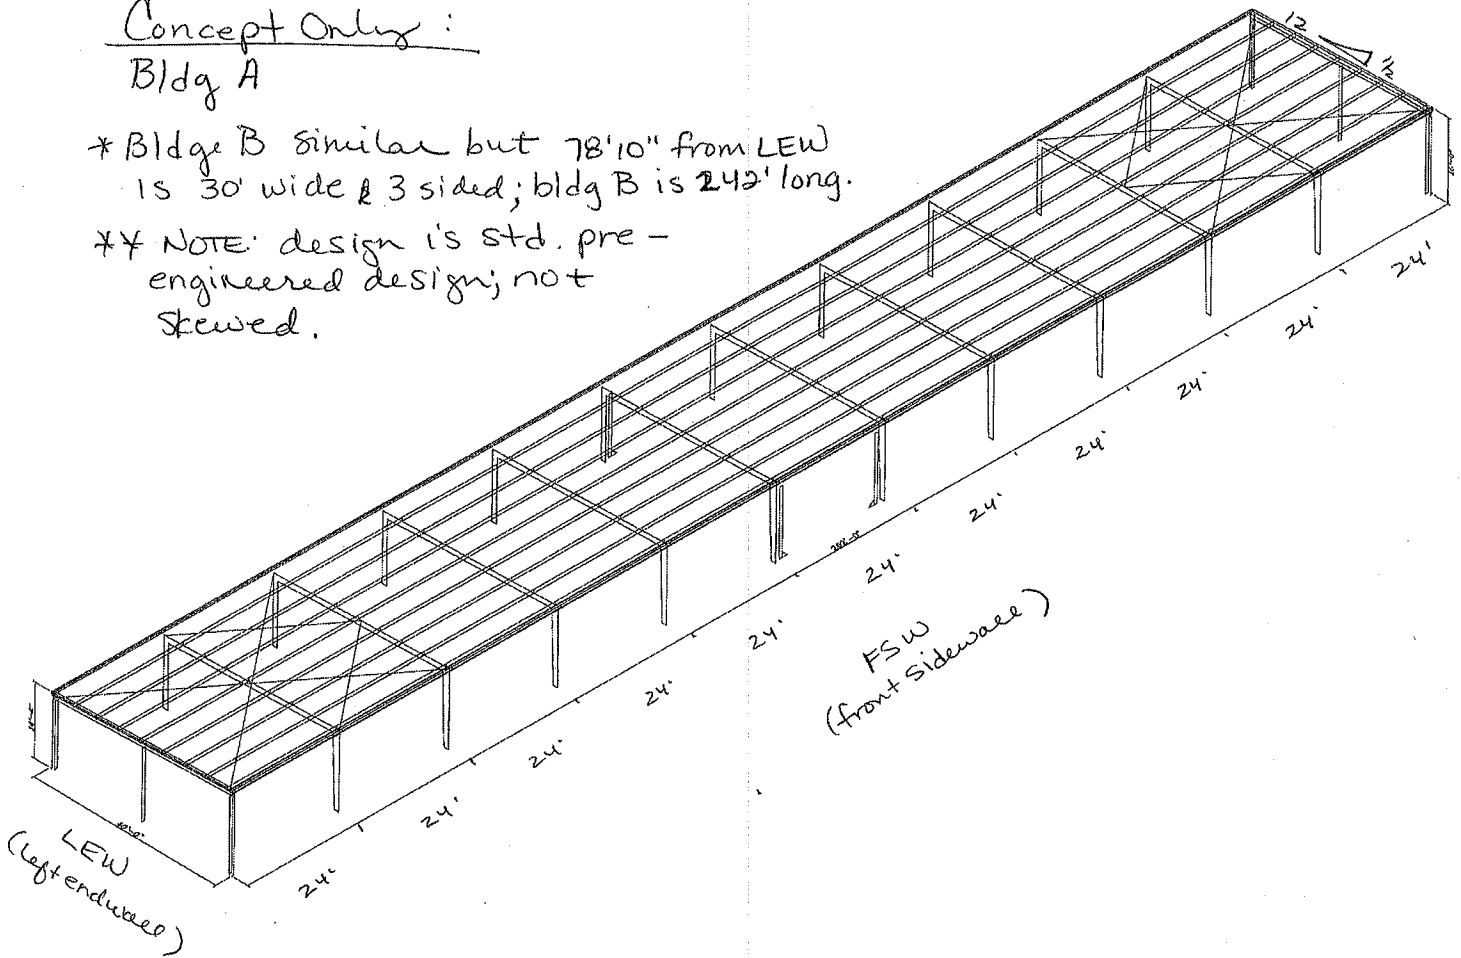 Concept Only :
Bldg A
* Bldge B similar but 78'10" from LEW
is 30' wide & 3 sided; bldg B is 242' long.
** NOTE: design is std. pre-
engineered design; not
skewed.
12
1/2
24'
24'
24'
24'
24'
24'
24'
24'
24'
24'
24'
FSW
(front sidewall)
LEW
(left endwall)